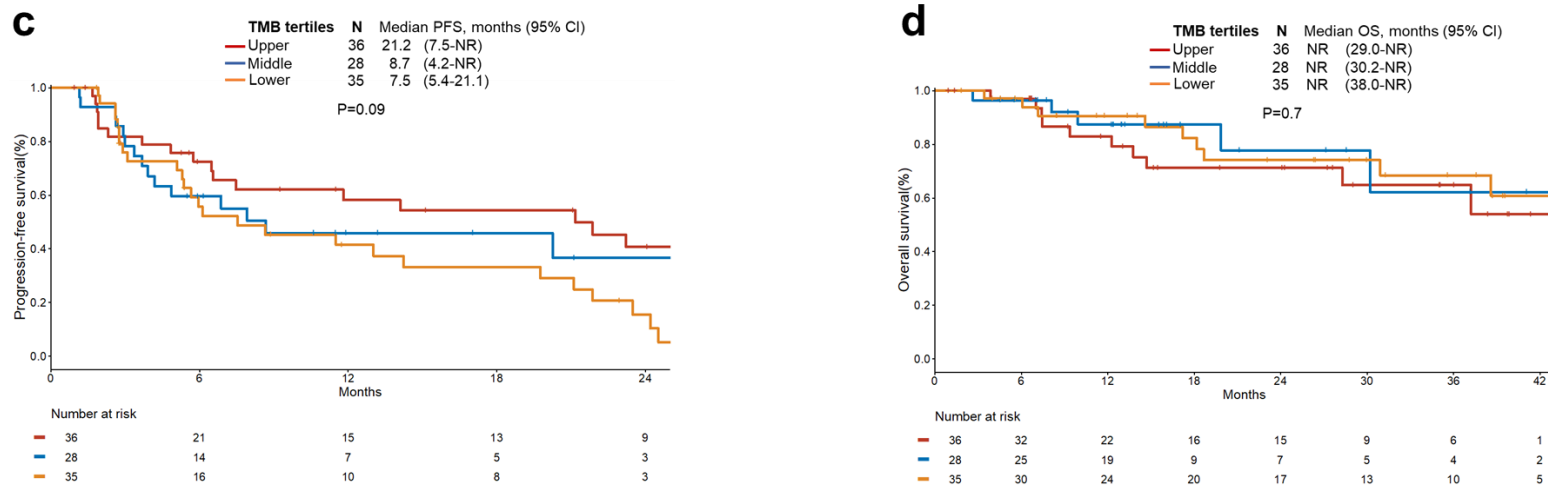 c
TMB tertiles N Median PFS, months (95% CI)
Upper 36 21.2 (7.5-NR)
Middle 28 8.7 (4.2-NR)
Lower 35 7.5 (5.4-21.1)
P=0.09
Progression-free survival(%)
1.0
0.8
0.6
0.4
0.2
0.0
0 6 12 18 24
Months
Number at risk
36 21 15 13 9
28 14 7 5 3
35 16 10 8 3
d
TMB tertiles N Median OS, months (95% CI)
Upper 36 NR (29.0-NR)
Middle 28 NR (30.2-NR)
Lower 35 NR (38.0-NR)
P=0.7
Overall survival(%)
1.0
0.8
0.6
0.4
0.2
0.0
0 6 12 18 24 30 36 42
Months
Number at risk
36 32 22 16 15 9 6 1
28 25 19 9 7 5 4 2
35 30 24 20 17 13 10 5